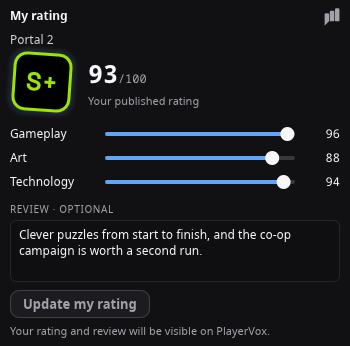 My rating
Portal 2
S+
93/100
Your published rating
Gameplay 96
Art 88
Technology 94
REVIEW · OPTIONAL
Clever puzzles from start to finish, and the co-op
campaign is worth a second run.
Update my rating
Your rating and review will be visible on PlayerVox.